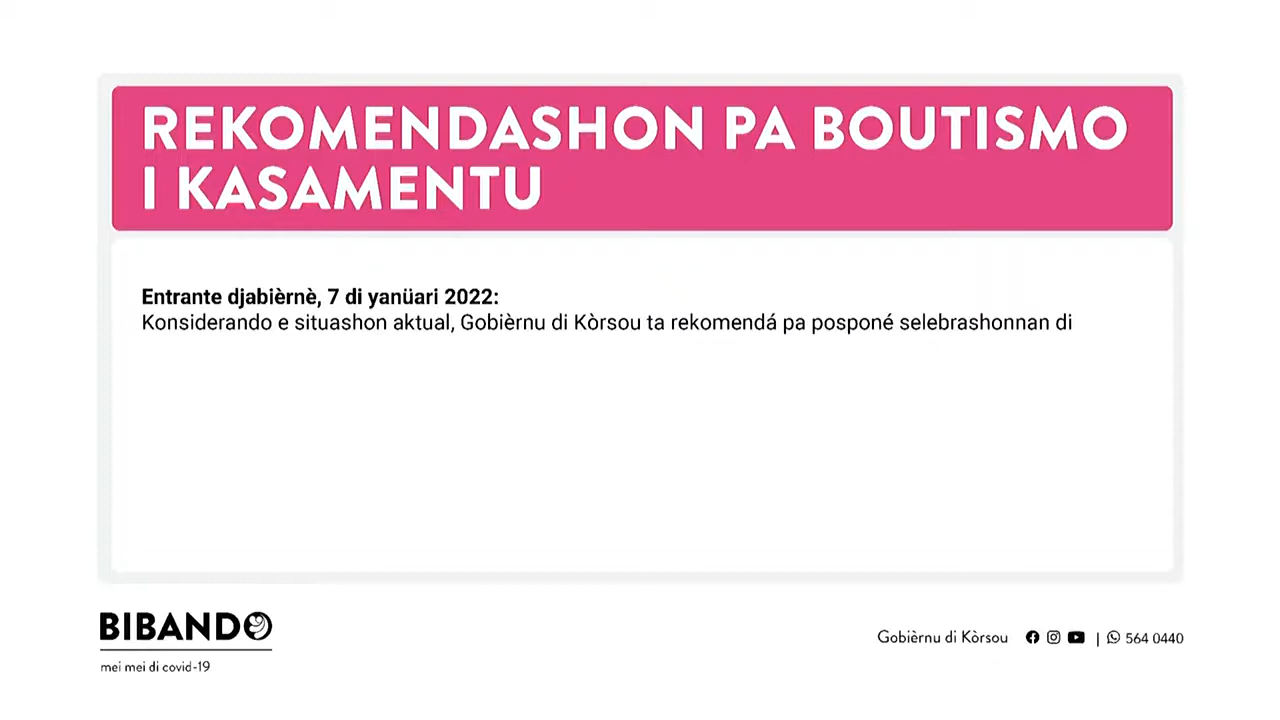 REKOMENDASHON PA BOUTISMO
I KASAMENTU
Entrante djabièrnè, 7 di yanüari 2022:
Konsiderando e situashon aktual, Gobièrnu di Kòrsou ta rekomendá pa posponé selebrashonnan di
BIBANDO
mei mei di covid-19
Gobièrnu di Kòrsou | 564 0440